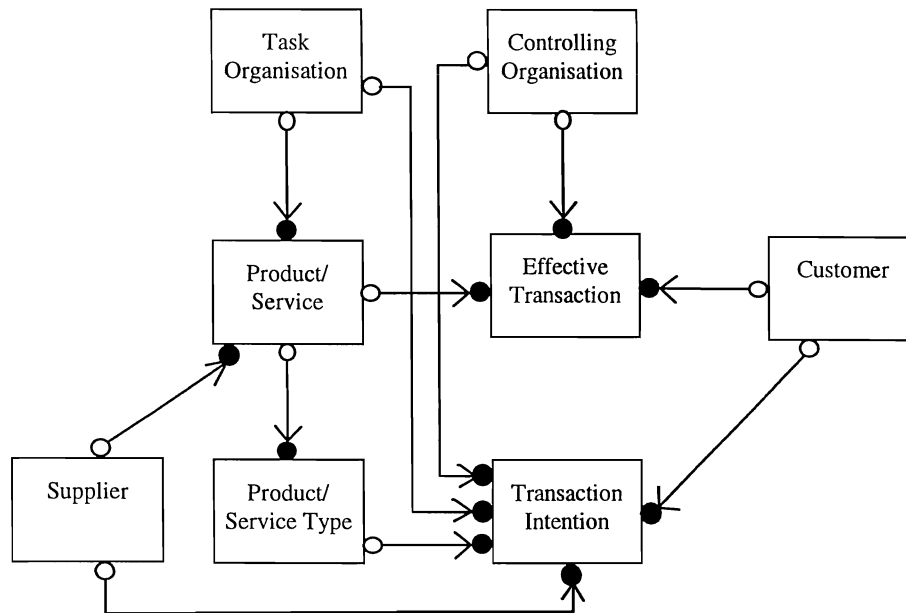 Task
Organisation
Controlling
Organisation
Product/
Service
Effective
Transaction
Customer
Supplier
Product/
Service Type
Transaction
Intention